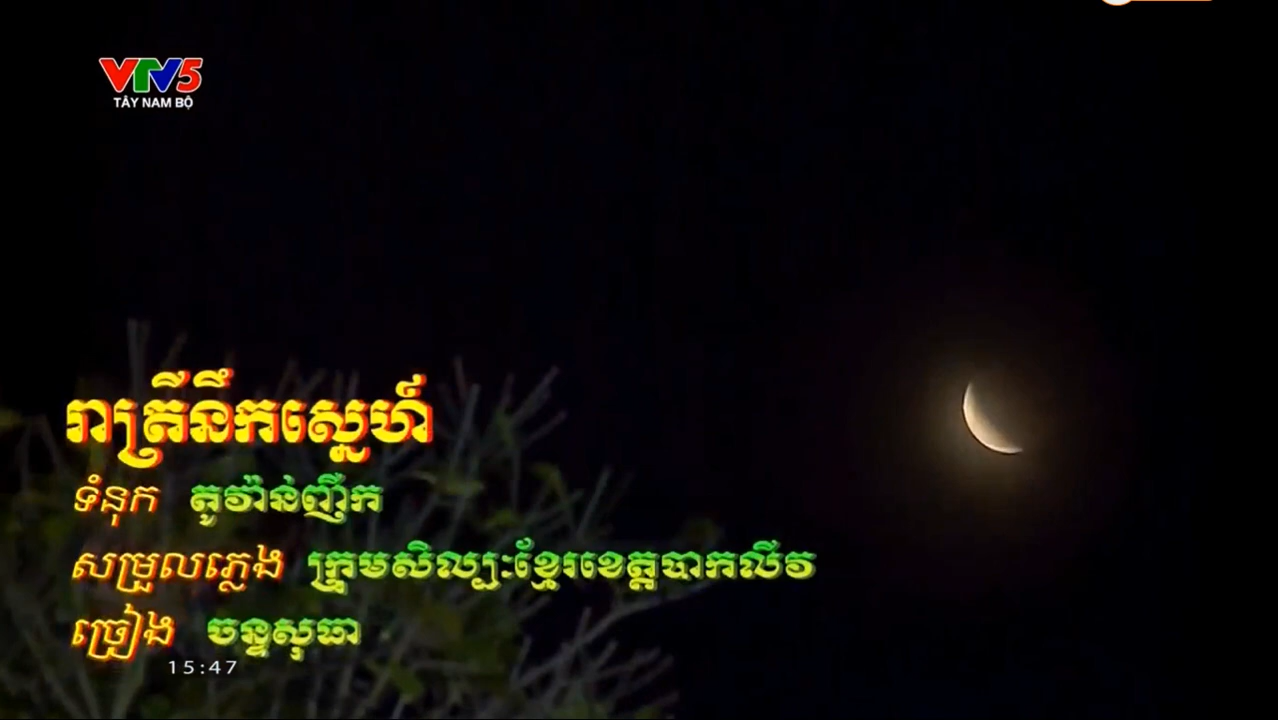 VTV5
TÂY NAM BỘ
រាត្រីនឹកស្នេហ៍
ទំនុក តូវ៉ាន់ញឹក
សម្រួលភ្លេង ក្រុមសិល្បៈខ្មែរខេត្តបាកលីវ
ច្រៀង ចន្ទសុធា
15:47